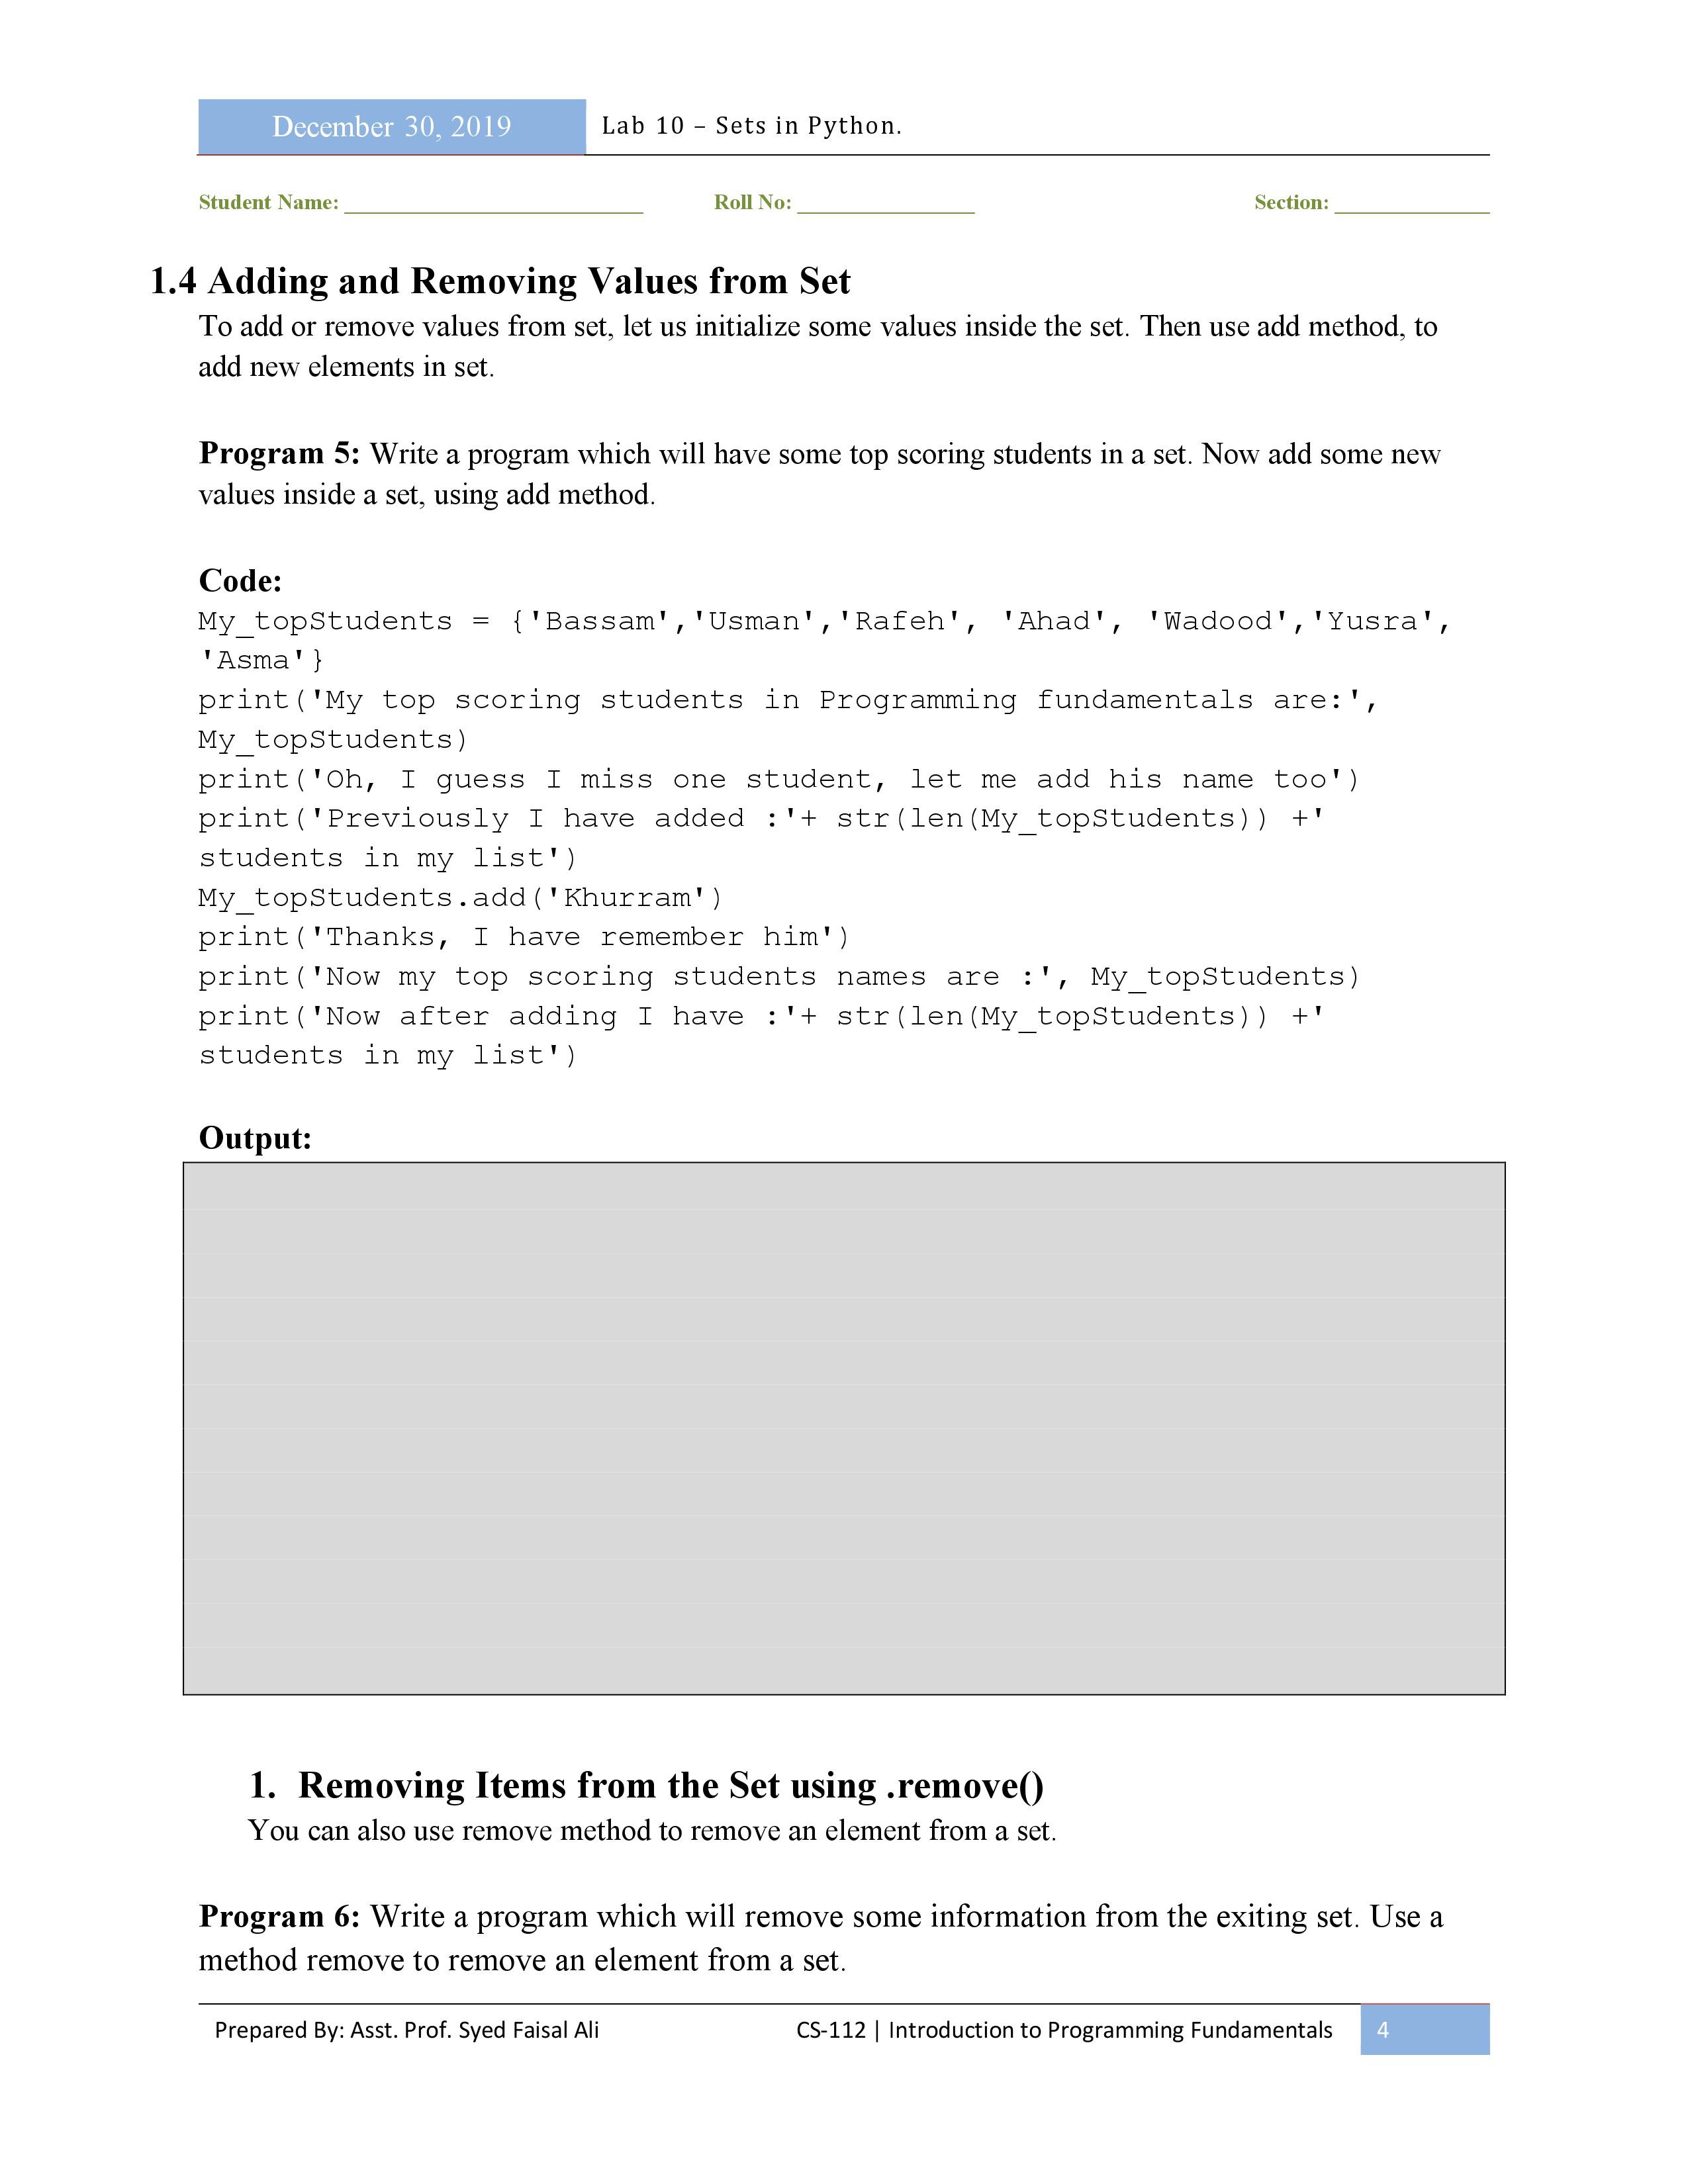 December 30, 2019 Lab 10 – Sets in Python.
Student Name: ___________________________ Roll No: ________________ Section: ______________
1.4 Adding and Removing Values from Set
To add or remove values from set, let us initialize some values inside the set. Then use add method, to
add new elements in set.
Program 5: Write a program which will have some top scoring students in a set. Now add some new
values inside a set, using add method.
Code:
My_topStudents = {'Bassam','Usman','Rafeh', 'Ahad', 'Wadood','Yusra',
'Asma'}
print('My top scoring students in Programming fundamentals are:',
My_topStudents)
print('Oh, I guess I miss one student, let me add his name too')
print('Previously I have added :'+ str(len(My_topStudents)) +'
students in my list')
My_topStudents.add('Khurram')
print('Thanks, I have remember him')
print('Now my top scoring students names are :', My_topStudents)
print('Now after adding I have :'+ str(len(My_topStudents)) +'
students in my list')
Output:
1. Removing Items from the Set using .remove()
You can also use remove method to remove an element from a set.
Program 6: Write a program which will remove some information from the exiting set. Use a
method remove to remove an element from a set.
Prepared By: Asst. Prof. Syed Faisal Ali CS-112 | Introduction to Programming Fundamentals 4